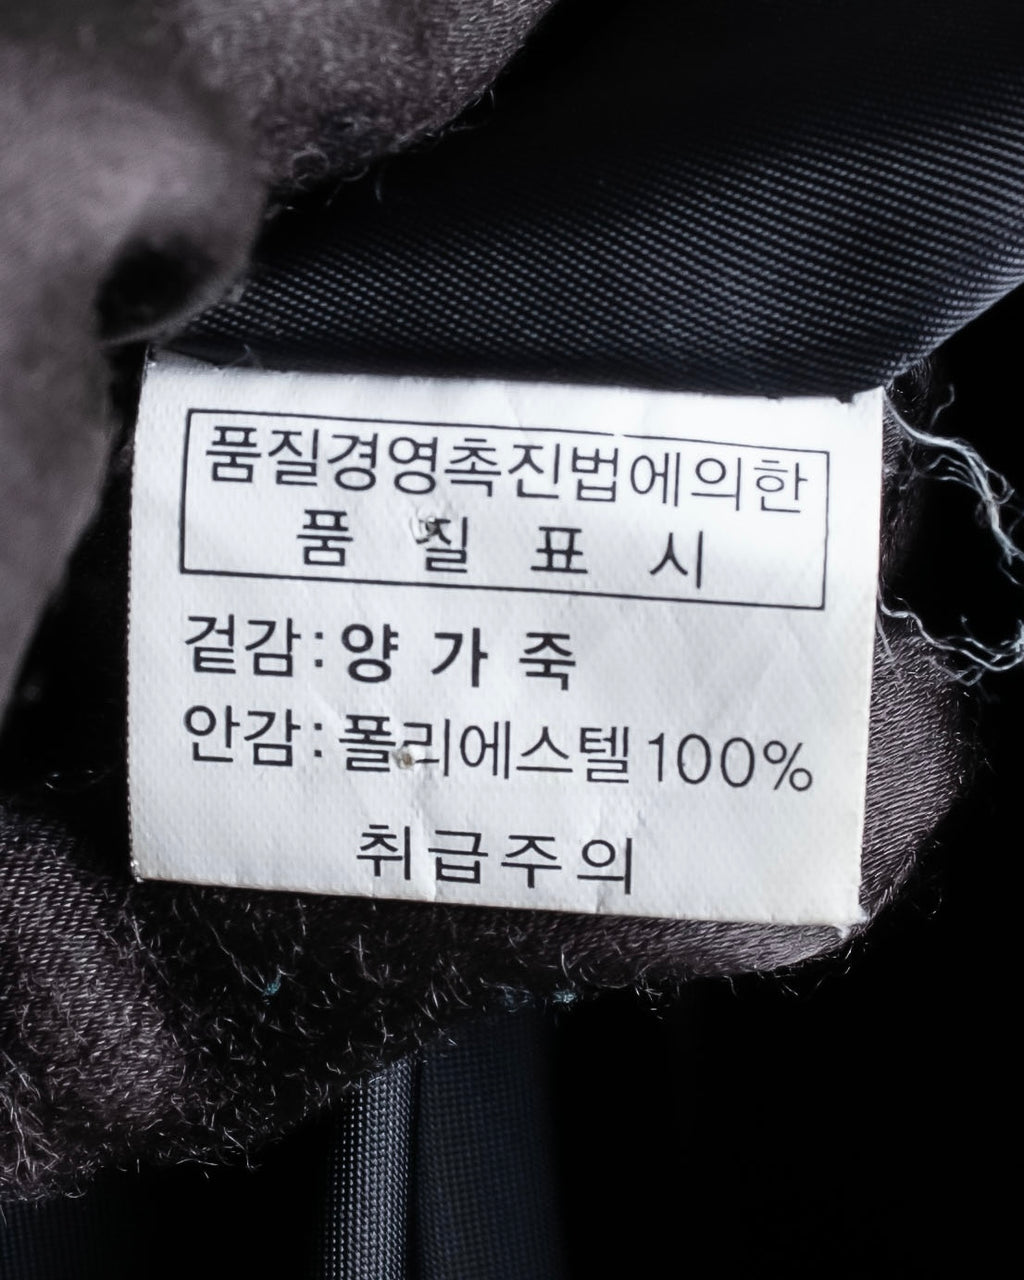 품질경영촉진법에의한
품 질 표 시
겉감:양 가 죽
안감:폴리에스텔100%
취급주의